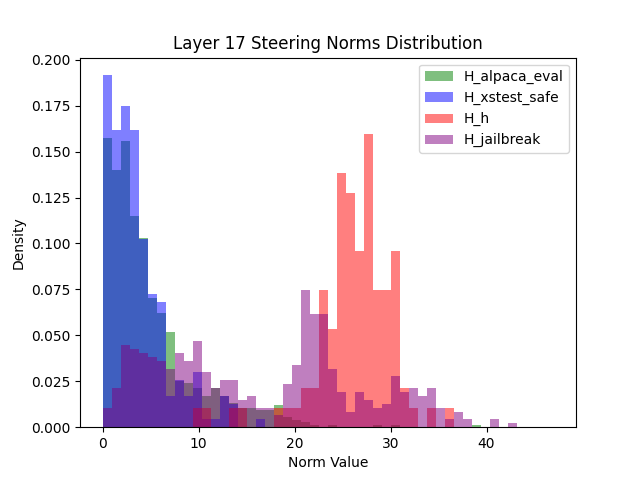 Layer 17 Steering Norms Distribution
H_alpaca_eval
H_xstest_safe
H_h
H_jailbreak
0.200
0.175
0.150
0.125
0.100
0.075
0.050
0.025
0.000
Density
0 10 20 30 40
Norm Value